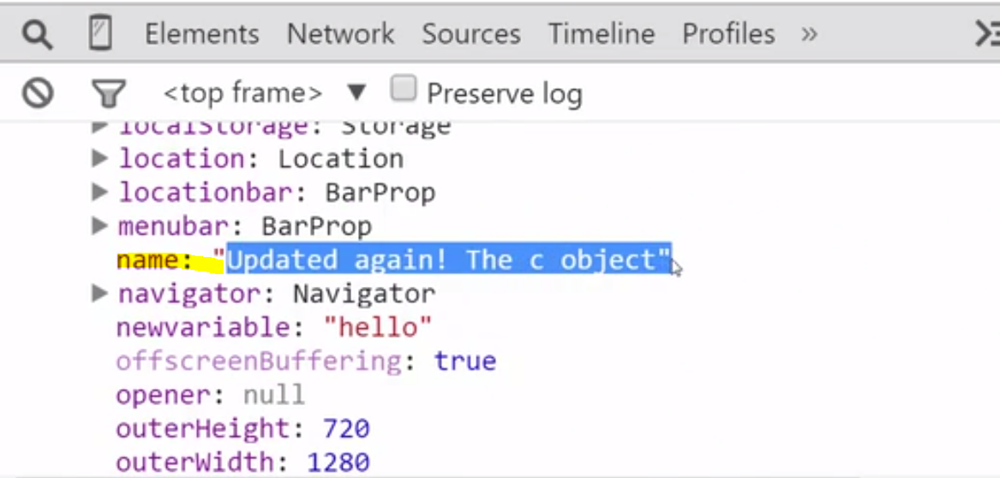 Elements Network Sources Timeline Profiles »
<top frame> ▼ Preserve log
▶ localStorage: Storage
▶ location: Location
▶ locationbar: BarProp
▶ menubar: BarProp
name: "Updated again! The c object"
▶ navigator: Navigator
newvariable: "hello"
offscreenBuffering: true
opener: null
outerHeight: 720
outerWidth: 1280